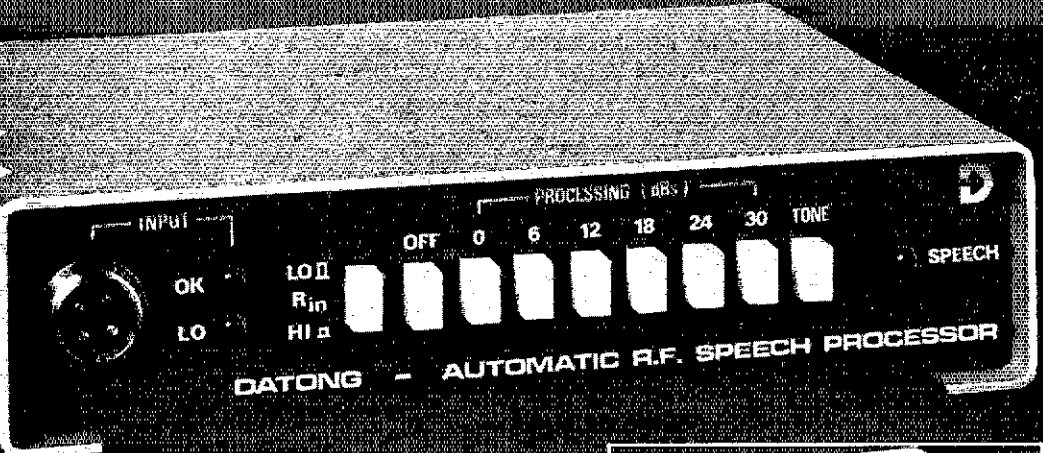 INPUT
OK
LO
LO Ω
Rin
HI Ω
PROCESSING (dBs)
OFF 0 6 12 18 24 30 TONE
D
SPEECH
DATONG – AUTOMATIC R.F. SPEECH PROCESSOR